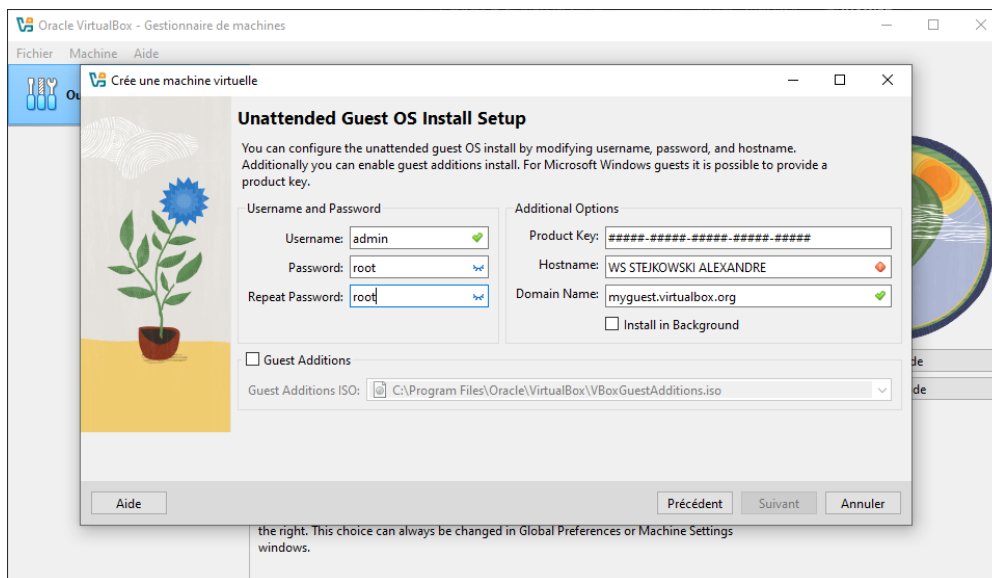 Oracle VirtualBox - Gestionnaire de machines
Fichier Machine Aide
Crée une machine virtuelle
Unattended Guest OS Install Setup
You can configure the unattended guest OS install by modifying username, password, and hostname.
Additionally you can enable guest additions install. For Microsoft Windows guests it is possible to provide a
product key.
Username and Password
Username: admin
Password: root
Repeat Password: root
Additional Options
Product Key: #####-#####-#####-#####-#####
Hostname: WS STEJKOWSKI ALEXANDRE
Domain Name: myguest.virtualbox.org
Install in Background
Guest Additions
Guest Additions ISO: C:\Program Files\Oracle\VirtualBox\VBoxGuestAdditions.iso
Aide
Précédent
Suivant
Annuler
the right. This choice can always be changed in Global Preferences or Machine Settings
windows.